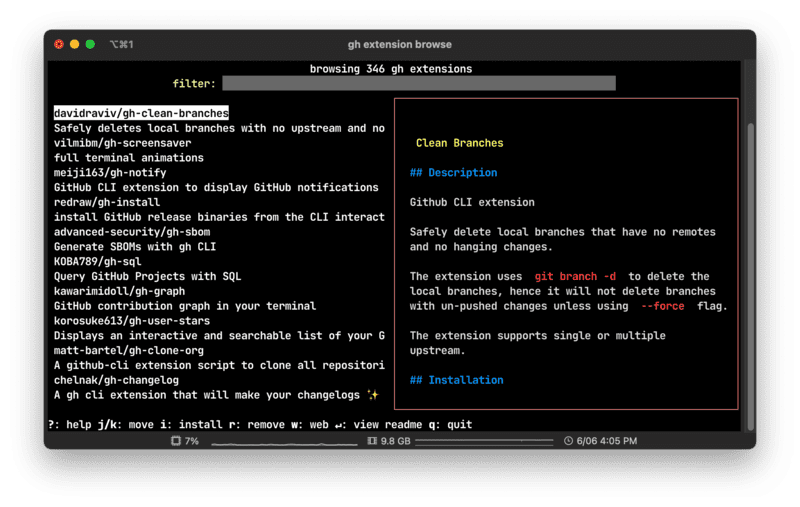 ⌥⌘1
gh extension browse
browsing 346 gh extensions
filter:
davidraviv/gh-clean-branches
Safely deletes local branches with no upstream and no
vilmibm/gh-screensaver
full terminal animations
meiji163/gh-notify
GitHub CLI extension to display GitHub notifications
redraw/gh-install
install GitHub release binaries from the CLI interact
advanced-security/gh-sbom
Generate SBOMs with gh CLI
KOBA789/gh-sql
Query GitHub Projects with SQL
kawarimidoll/gh-graph
GitHub contribution graph in your terminal
korosuke613/gh-user-stars
Displays an interactive and searchable list of your G
matt-bartel/gh-clone-org
A github-cli extension script to clone all repositori
chelnak/gh-changelog
A gh cli extension that will make your changelogs ✨
Clean Branches
## Description
Github CLI extension
Safely delete local branches that have no remotes
and no hanging changes.
The extension uses git branch -d to delete the
local branches, hence it will not delete branches
with un-pushed changes unless using --force flag.
The extension supports single or multiple
upstream.
## Installation
?: help j/k: move i: install r: remove w: web ↵: view readme q: quit
7%
9.8 GB
6/06 4:05 PM